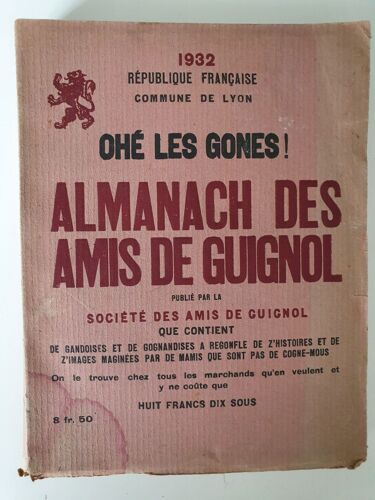 1932
RÉPUBLIQUE FRANÇAISE
COMMUNE DE LYON
OHÉ LES GONES !
ALMANACH DES
AMIS DE GUIGNOL
PUBLIÉ PAR LA
SOCIÉTÉ DES AMIS DE GUIGNOL
QUE CONTIENT
DE GANDOISES ET DE GOGNANDISES A REGONFLE DE Z'HISTOIRES ET DE
Z'IMAGES MAGINÉES PAR DE MAMIS QUE SONT PAS DE COGNE-MOUS
On le trouve chez tous les marchands qu'en veulent et
y ne coûte que
HUIT FRANCS DIX SOUS
8 fr. 50